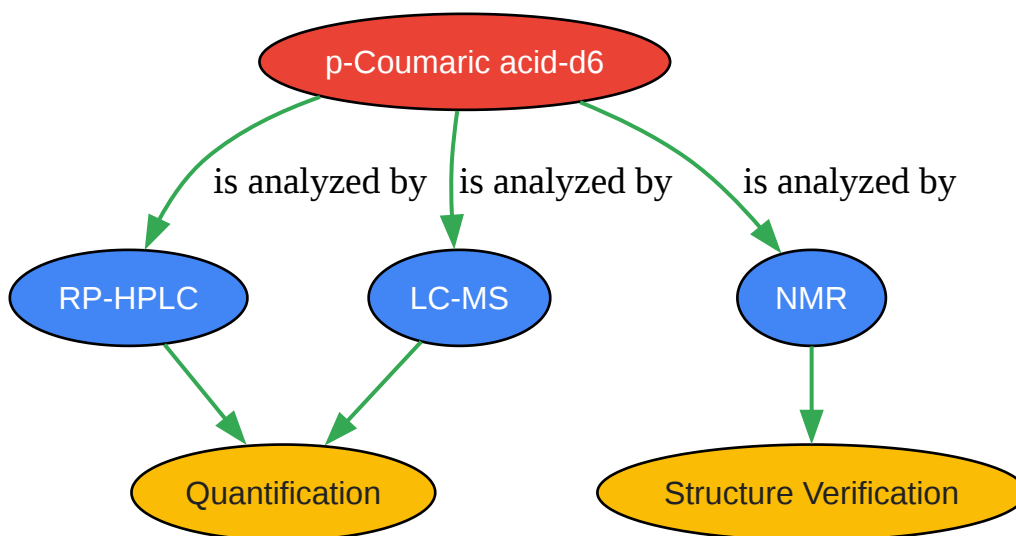 p-Coumaric acid-d6
is analyzed by
is analyzed by
is analyzed by
RP-HPLC
LC-MS
NMR
Quantification
Structure Verification